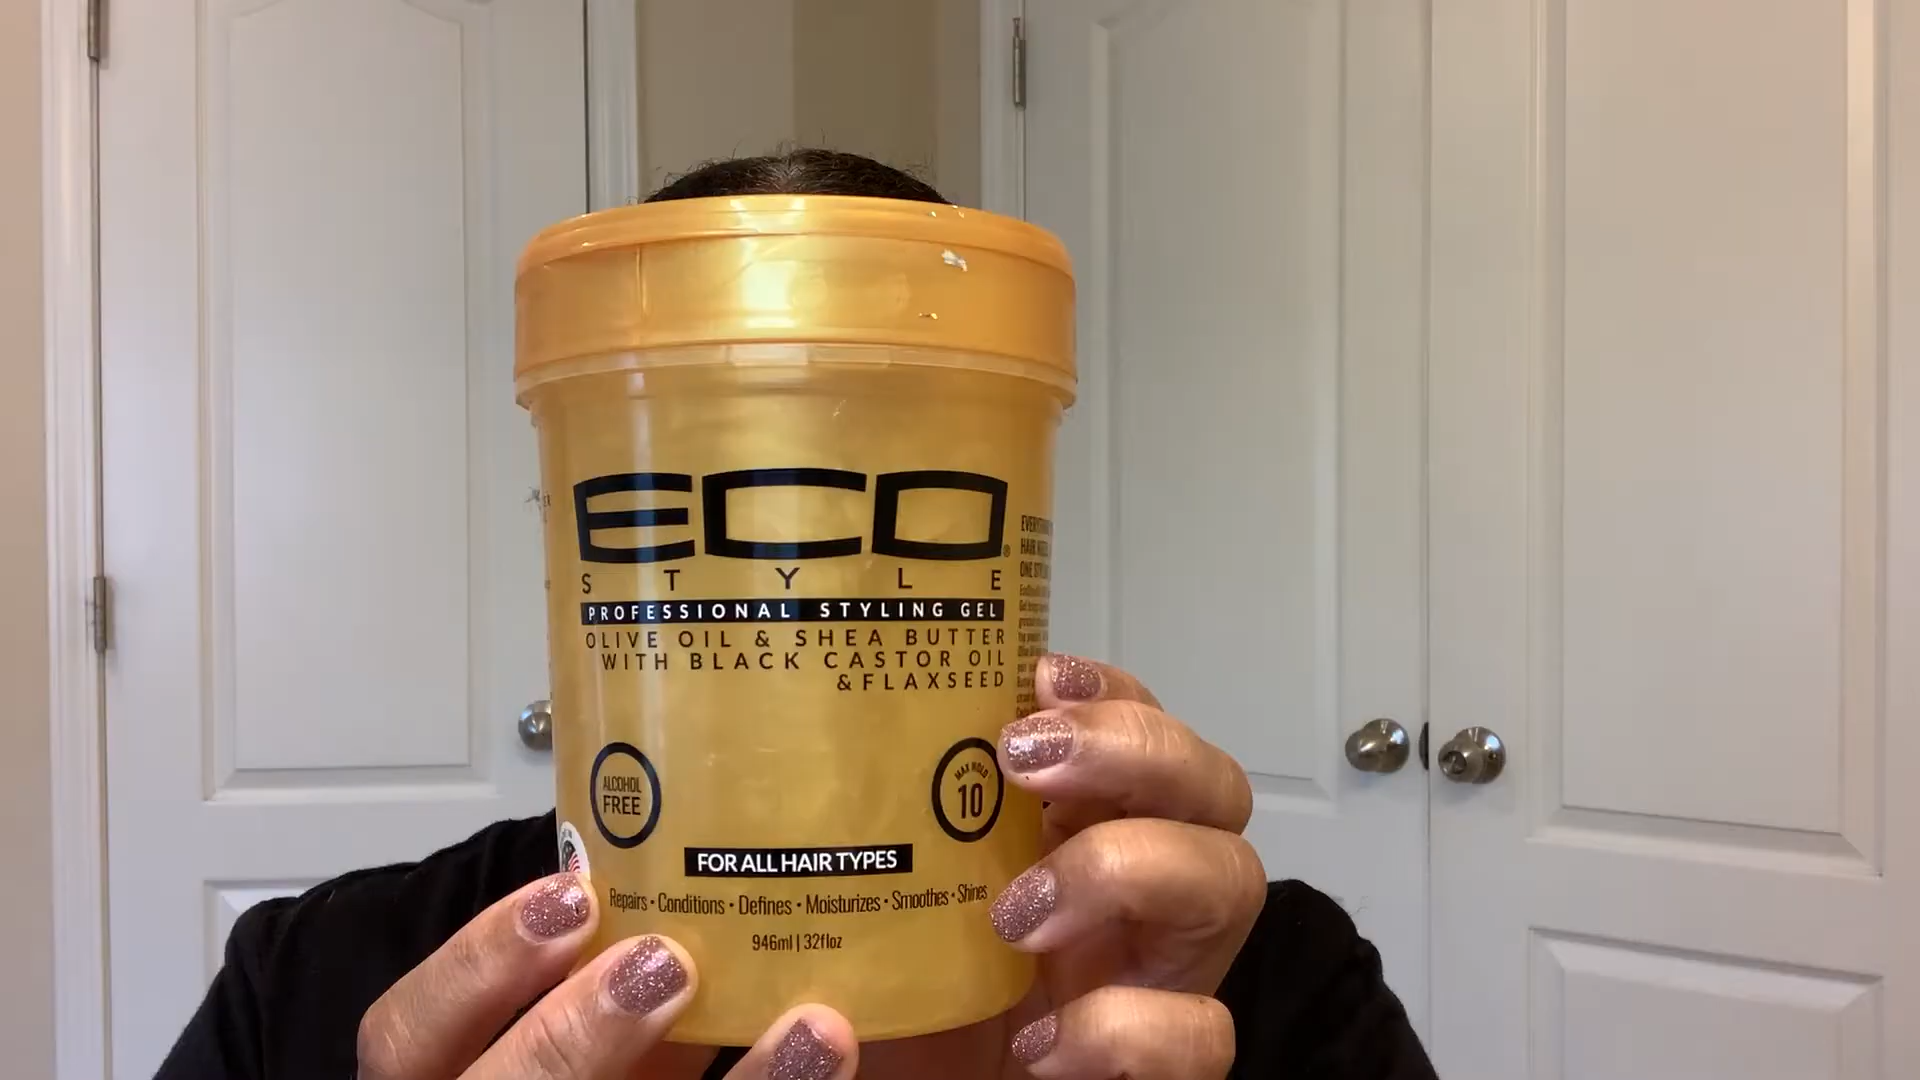 ECO
STYLE
PROFESSIONAL STYLING GEL
OLIVE OIL & SHEA BUTTER
WITH BLACK CASTOR OIL
& FLAXSEED
ALCOHOL
FREE
MAX HOLD
10
FOR ALL HAIR TYPES
Repairs • Conditions • Defines • Moisturizes • Smoothes • Shines
946ml | 32floz
HAIR